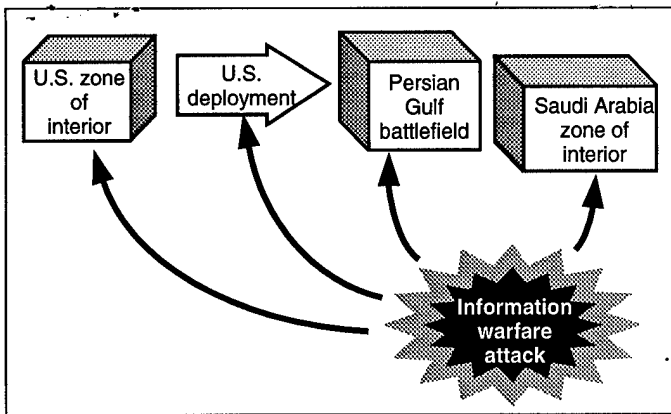 U.S. zone
of
interior
U.S.
deployment
Persian
Gulf
battlefield
Saudi Arabia
zone of
interior
Information
warfare
attack